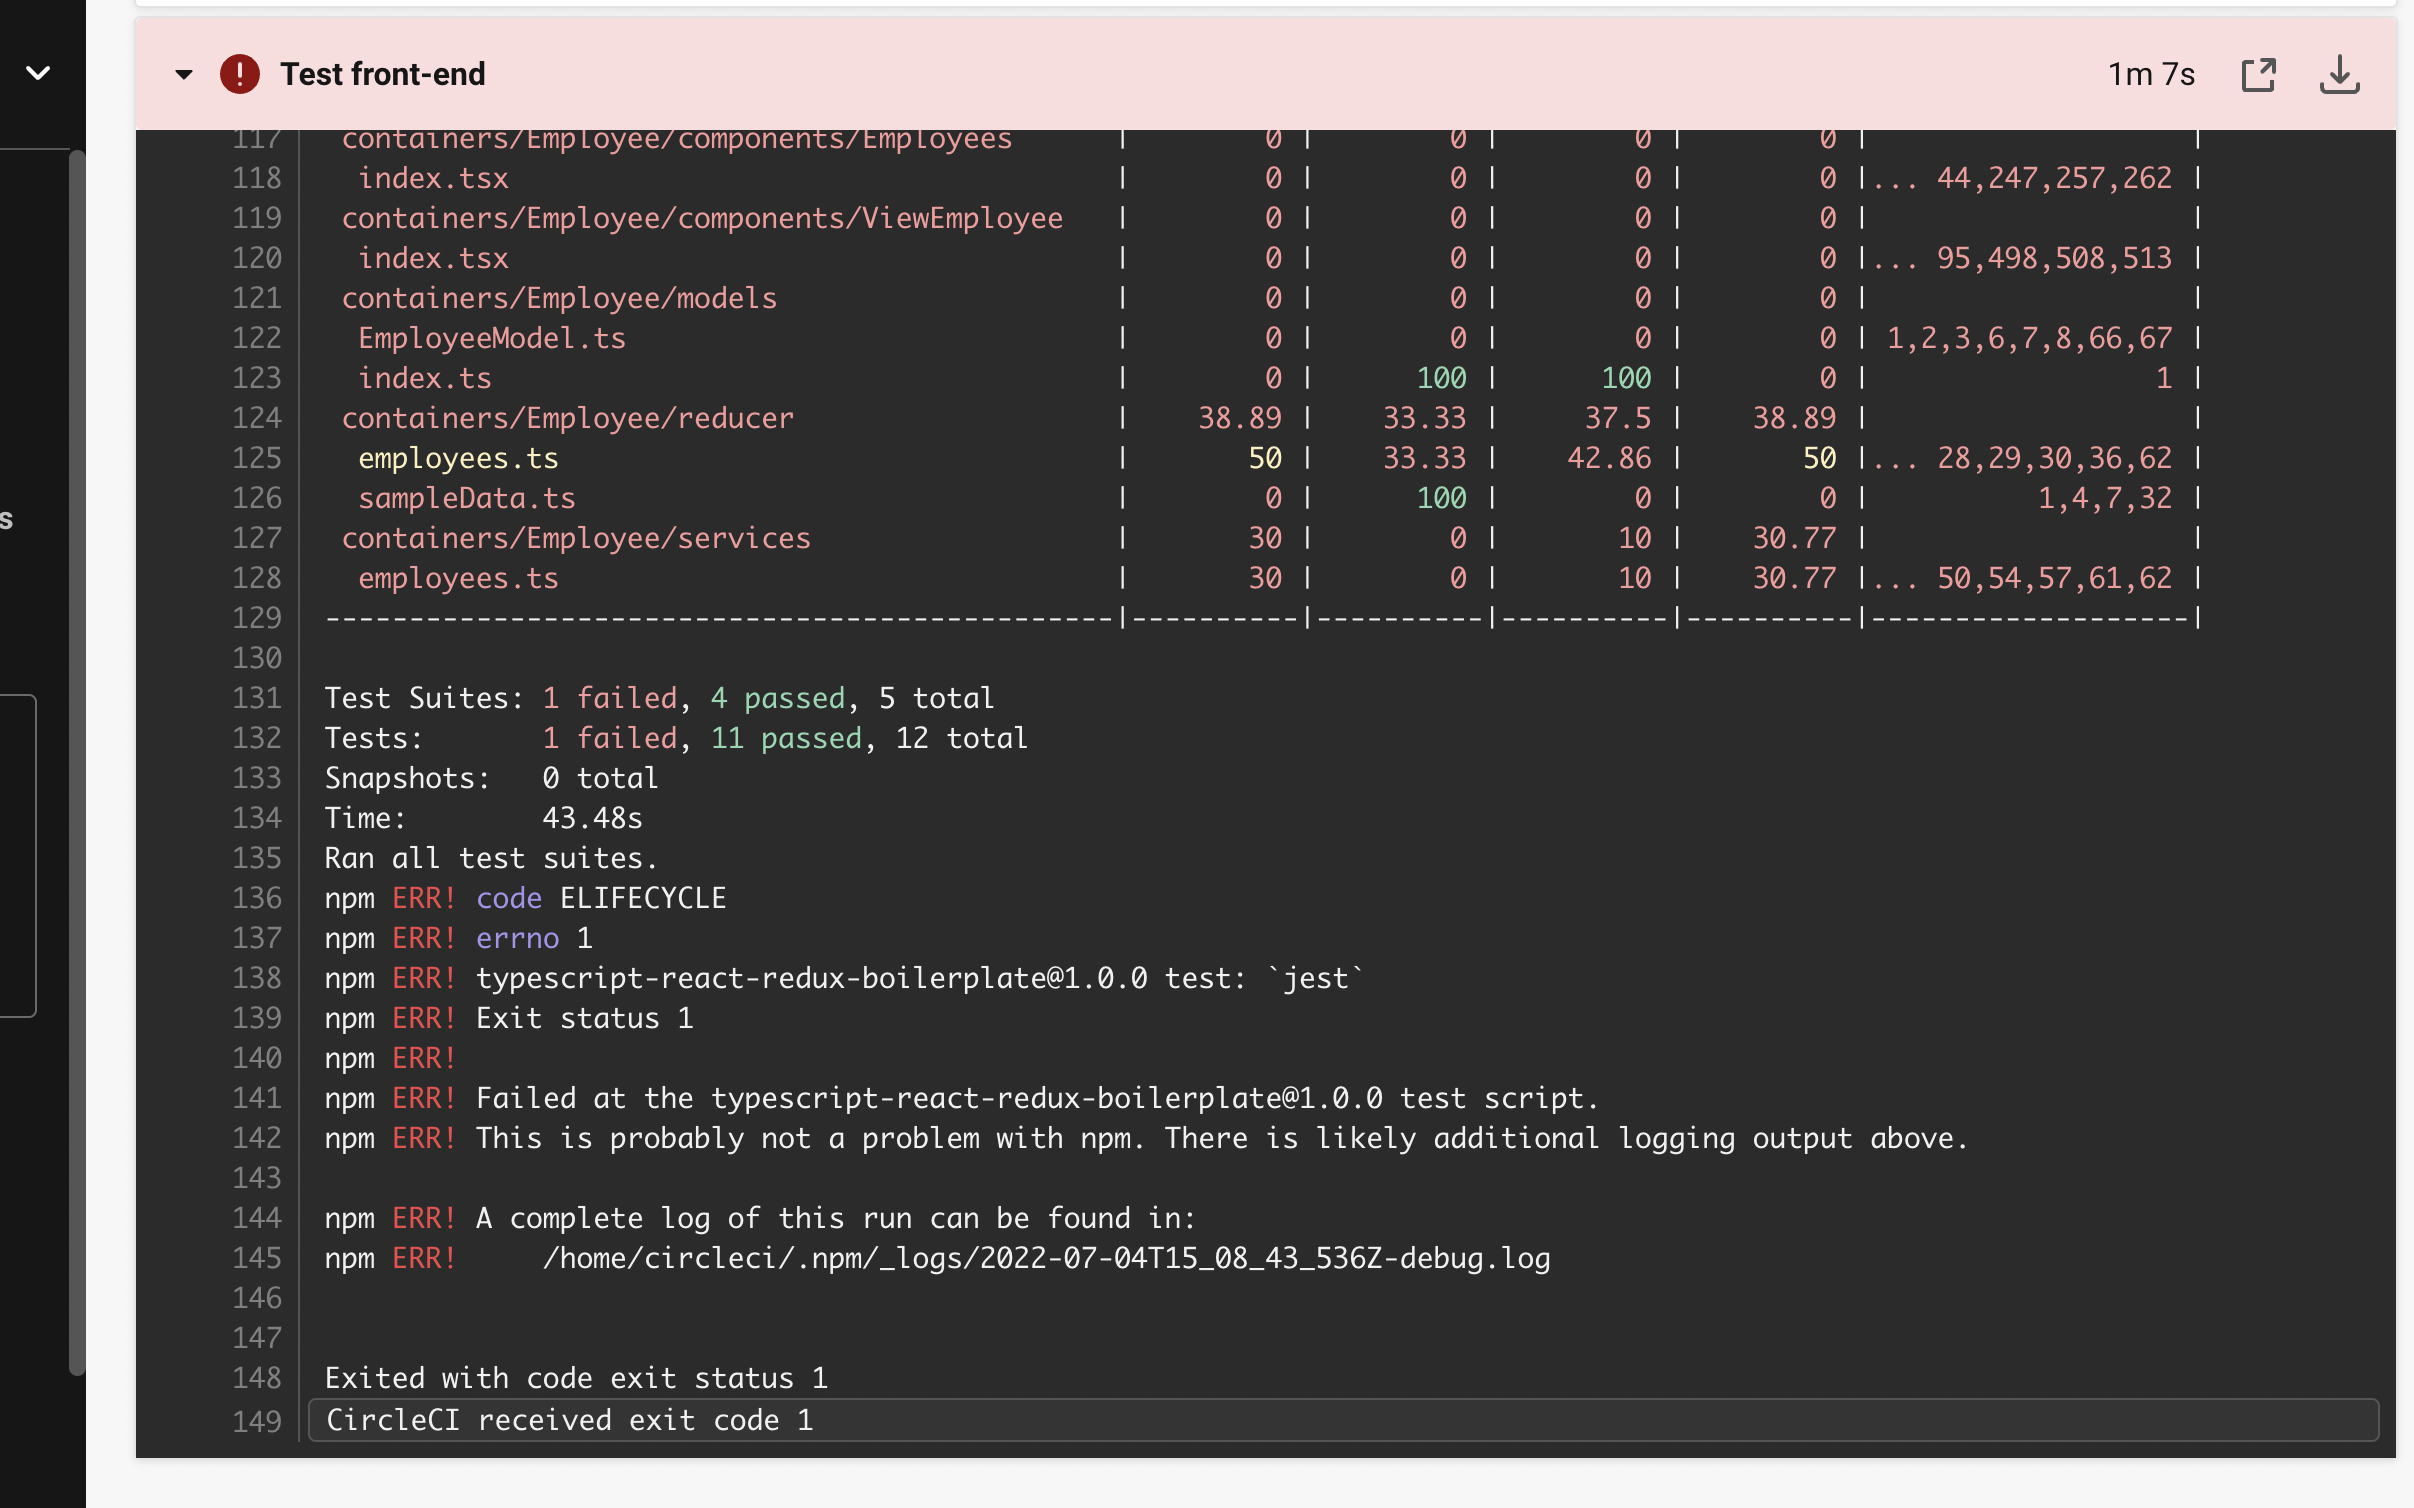 Test front-end 1m 7s
117 containers/Employee/components/Employees | 0 | 0 | 0 | 0 | |
118 index.tsx | 0 | 0 | 0 | 0 |... 44,247,257,262 |
119 containers/Employee/components/ViewEmployee | 0 | 0 | 0 | 0 | |
120 index.tsx | 0 | 0 | 0 | 0 |... 95,498,508,513 |
121 containers/Employee/models | 0 | 0 | 0 | 0 | |
122 EmployeeModel.ts | 0 | 0 | 0 | 0 | 1,2,3,6,7,8,66,67 |
123 index.ts | 0 | 100 | 100 | 0 | 1 |
124 containers/Employee/reducer | 38.89 | 33.33 | 37.5 | 38.89 | |
125 employees.ts | 50 | 33.33 | 42.86 | 50 |... 28,29,30,36,62 |
126 sampleData.ts | 0 | 100 | 0 | 0 | 1,4,7,32 |
s
127 containers/Employee/services | 30 | 0 | 10 | 30.77 | |
128 employees.ts | 30 | 0 | 10 | 30.77 |... 50,54,57,61,62 |
129 -----------------------------------------------|----------|----------|----------|----------|-------------------|
130
131 Test Suites: 1 failed, 4 passed, 5 total
132 Tests: 1 failed, 11 passed, 12 total
133 Snapshots: 0 total
134 Time: 43.48s
135 Ran all test suites.
136 npm ERR! code ELIFECYCLE
137 npm ERR! errno 1
138 npm ERR! typescript-react-redux-boilerplate@1.0.0 test: `jest`
139 npm ERR! Exit status 1
140 npm ERR!
141 npm ERR! Failed at the typescript-react-redux-boilerplate@1.0.0 test script.
142 npm ERR! This is probably not a problem with npm. There is likely additional logging output above.
143
144 npm ERR! A complete log of this run can be found in:
145 npm ERR! /home/circleci/.npm/_logs/2022-07-04T15_08_43_536Z-debug.log
146
147
148 Exited with code exit status 1
149 CircleCI received exit code 1